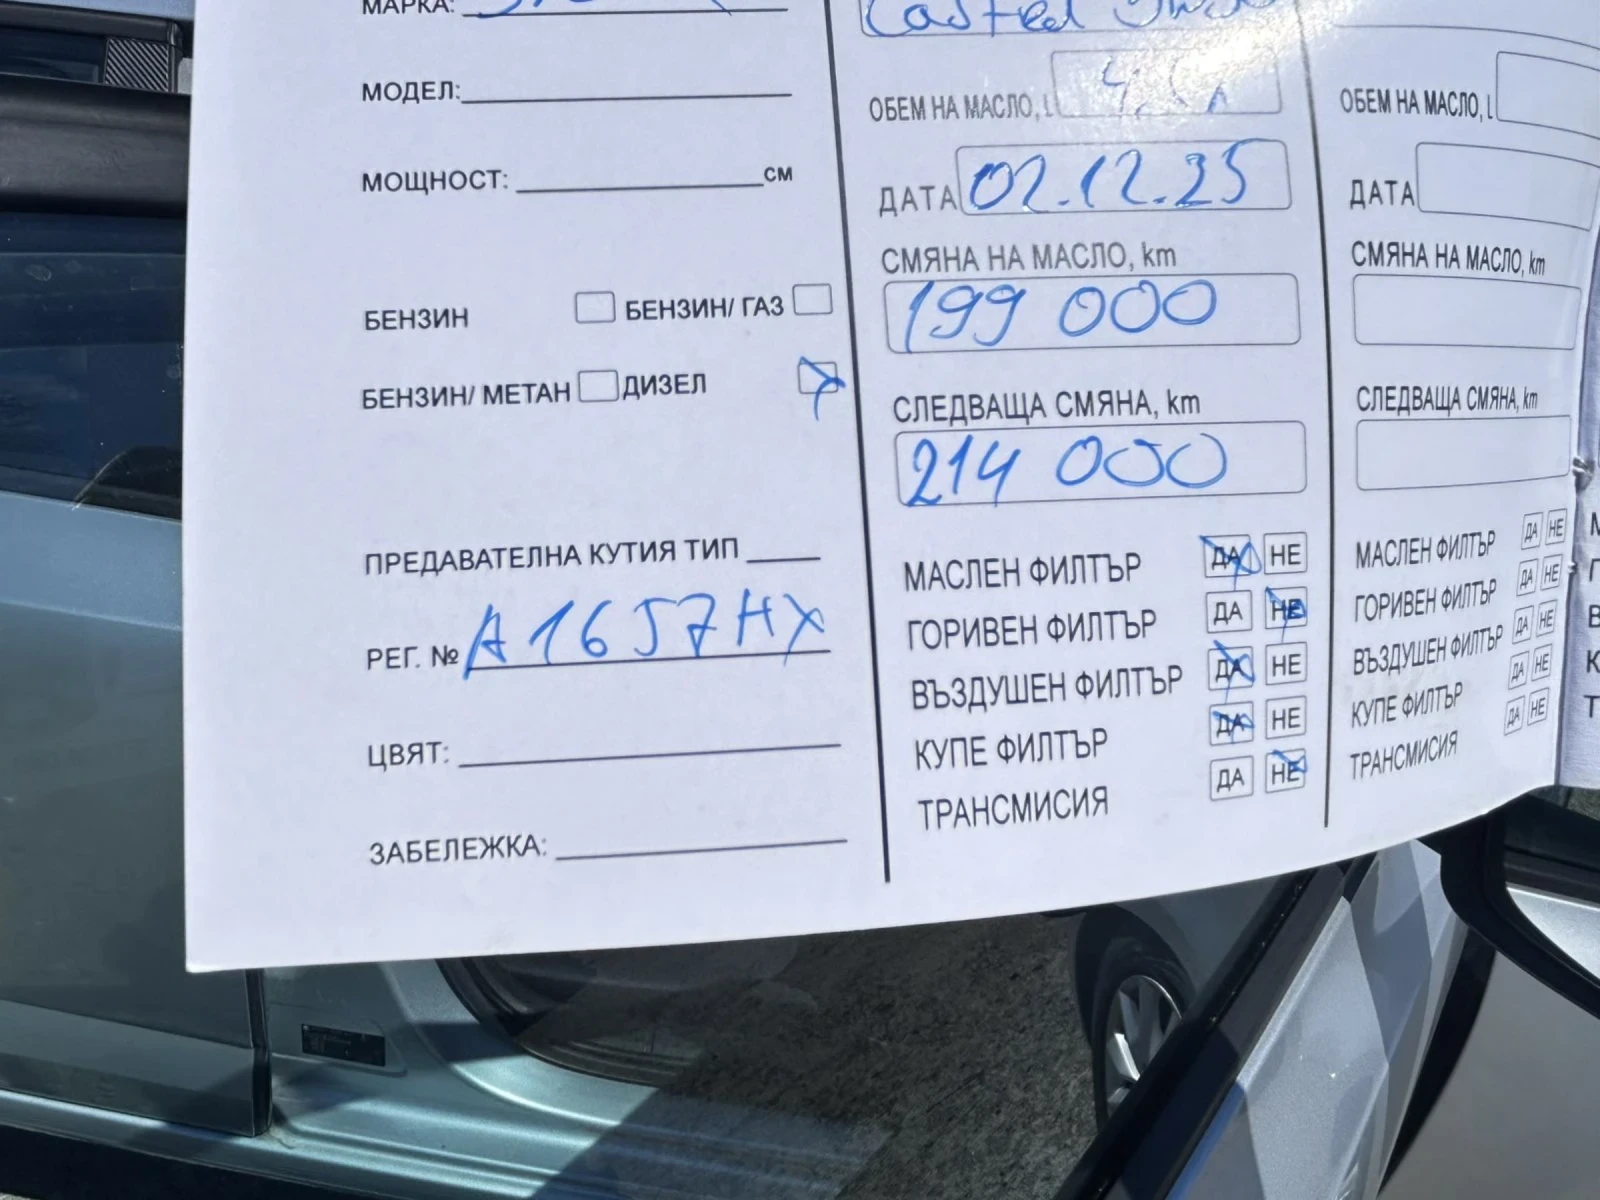 МАРКА:
МОДЕЛ:
МОЩНОСТ: СМ
БЕНЗИН БЕНЗИН/ ГАЗ
БЕНЗИН/ МЕТАН ДИЗЕЛ
ПРЕДАВАТЕЛНА КУТИЯ ТИП
РЕГ. № A1657HX
ЦВЯТ:
ЗАБЕЛЕЖКА:
ОБЕМ НА МАСЛО, L
ДАТА 02.12.25
СМЯНА НА МАСЛО, km
199 000
СЛЕДВАЩА СМЯНА, km
214 000
МАСЛЕН ФИЛТЪР ДА НЕ
ГОРИВЕН ФИЛТЪР ДА НЕ
ВЪЗДУШЕН ФИЛТЪР ДА НЕ
КУПЕ ФИЛТЪР ДА НЕ
ТРАНСМИСИЯ ДА НЕ
ОБЕМ НА МАСЛО, L
ДАТА
СМЯНА НА МАСЛО, km
СЛЕДВАЩА СМЯНА, km
МАСЛЕН ФИЛТЪР ДА НЕ
ГОРИВЕН ФИЛТЪР ДА НЕ
ВЪЗДУШЕН ФИЛТЪР ДА НЕ
КУПЕ ФИЛТЪР ДА НЕ
ТРАНСМИСИЯ ДА НЕ